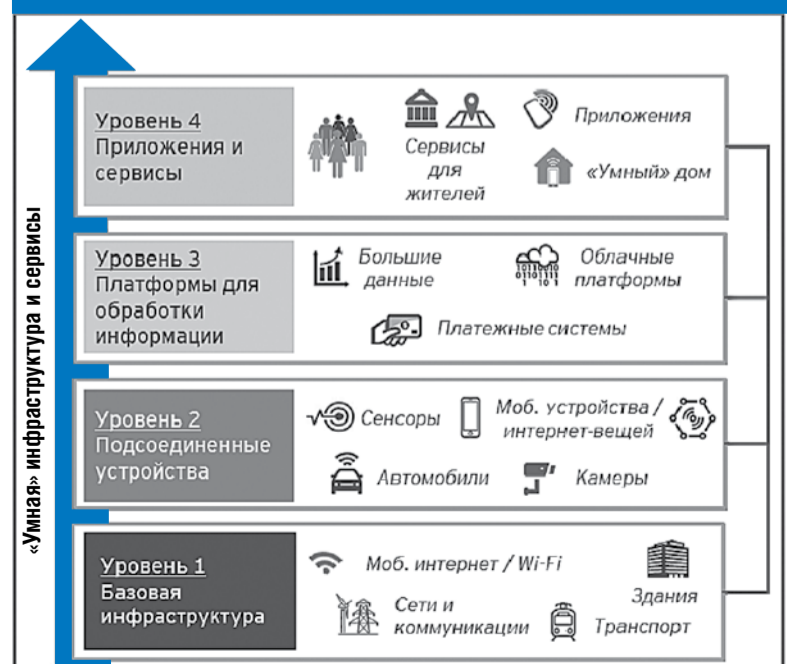 «Умная» инфраструктура и сервисы
Уровень 4
Приложения и
сервисы
Сервисы
для
жителей
Приложения
«Умный» дом
Уровень 3
Платформы для
обработки
информации
Большие
данные
Облачные
платформы
Платежные системы
Уровень 2
Подсоединенные
устройства
Сенсоры
Моб. устройства /
интернет-вещей
Автомобили
Камеры
Уровень 1
Базовая
инфраструктура
Моб. интернет / Wi-Fi
Здания
Сети и
коммуникации
Транспорт